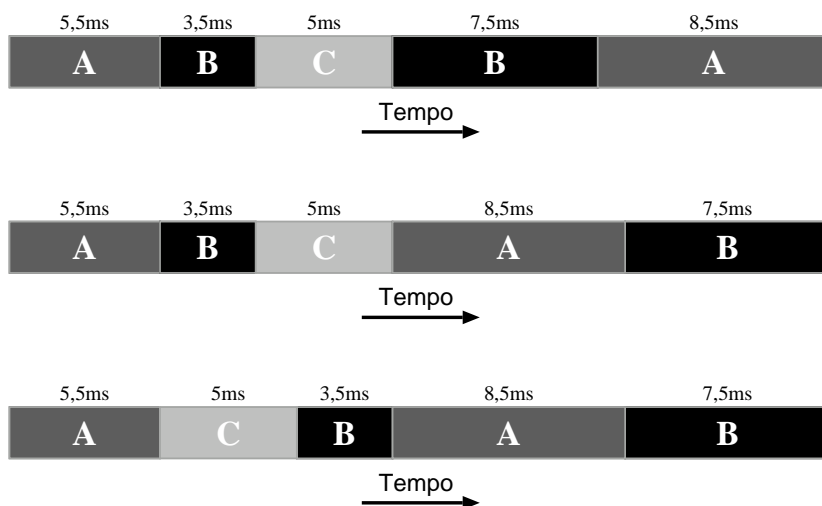 5,5ms 3,5ms 5ms 7,5ms 8,5ms
A B C B A
Tempo
5,5ms 3,5ms 5ms 8,5ms 7,5ms
A B C A B
Tempo
5,5ms 5ms 3,5ms 8,5ms 7,5ms
A C B A B
Tempo